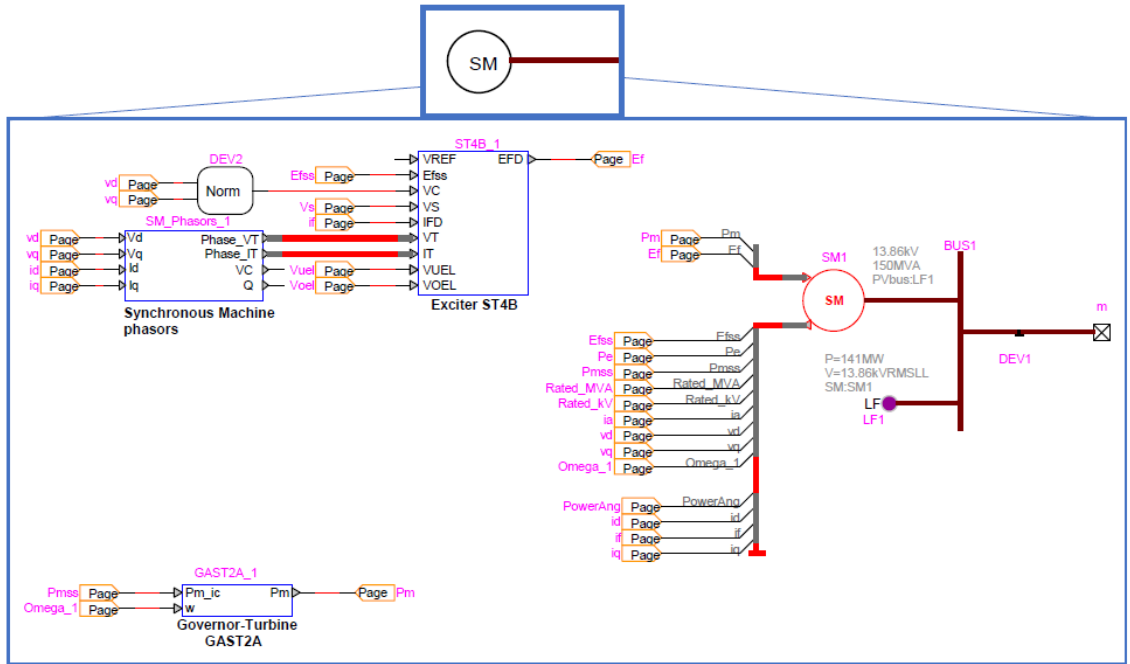 SM
ST4B_1
DEV2
VREF EFD Page Ef
Efss Page Efss
vd Page Norm VC
vq Page
Vs Page VS
SM_Phasors_1
if Page IFD
vd Page Vd Phase_VT VT
vq Page Vq Phase_IT IT
id Page Id VC Vuel Page VUEL
iq Page Iq Q Voel Page VOEL
Synchronous Machine
phasors
Exciter ST4B
Pm Page Pm
Ef Page Ef
SM1
SM
13.86kV
150MVA
PVbus:LF1
BUS1
m
DEV1
P=141MW
V=13.86kVRMSLL
SM:SM1
LF
LF1
Efss Page Efss
Pe Page Pe
Pmss Page Pmss
Rated_MVA Page Rated_MVA
Rated_kV Page Rated_kV
ia Page ia
vd Page vd
vq Page vq
Omega_1 Page Omega_1
PowerAng Page PowerAng
id Page id
if Page if
iq Page iq
GAST2A_1
Pmss Page Pm_ic Pm Page Pm
Omega_1 Page w
Governor-Turbine
GAST2A